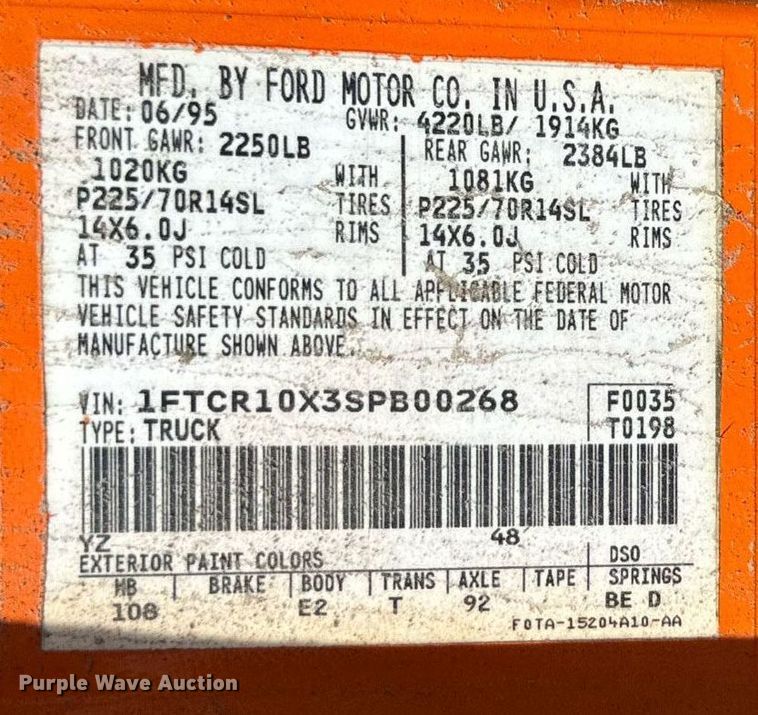 MFD. BY FORD MOTOR CO. IN U.S.A.
DATE: 06/95 GVWR: 4220LB/ 1914KG
FRONT GAWR: 2250LB REAR GAWR: 2384LB
1020KG WITH 1081KG WITH
P225/70R14SL TIRES P225/70R14SL TIRES
14X6.0J RIMS 14X6.0J RIMS
AT 35 PSI COLD AT 35 PSI COLD
THIS VEHICLE CONFORMS TO ALL APPLICABLE FEDERAL MOTOR
VEHICLE SAFETY STANDARDS IN EFFECT ON THE DATE OF
MANUFACTURE SHOWN ABOVE.
VIN: 1FTCR10X3SPB00268 F0035
TYPE: TRUCK T0198
YZ 48
EXTERIOR PAINT COLORS DSO
WB BRAKE BODY TRANS AXLE TAPE SPRINGS
108 E2 T 92 BE D
F0TA-15204A10-AA
Purple Wave Auction